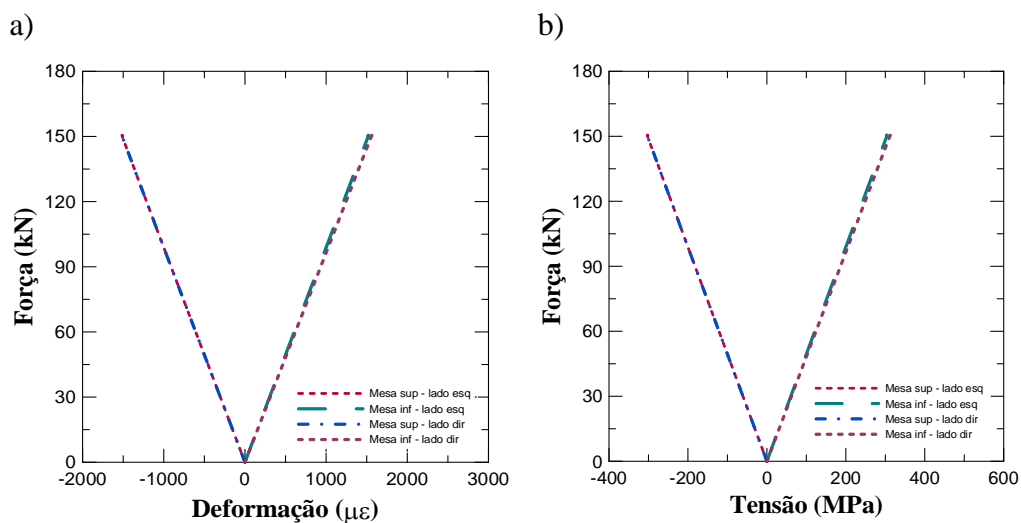 a)
180
150
120
90
60
30
0
Força (kN)
-2000
-1000
0
1000
2000
3000
Deformação (με)
Mesa sup - lado esq
Mesa inf - lado esq
Mesa sup - lado dir
Mesa inf - lado dir
b)
180
150
120
90
60
30
0
Força (kN)
-400
-200
0
200
400
600
Tensão (MPa)
Mesa sup - lado esq
Mesa inf - lado esq
Mesa sup - lado dir
Mesa inf - lado dir